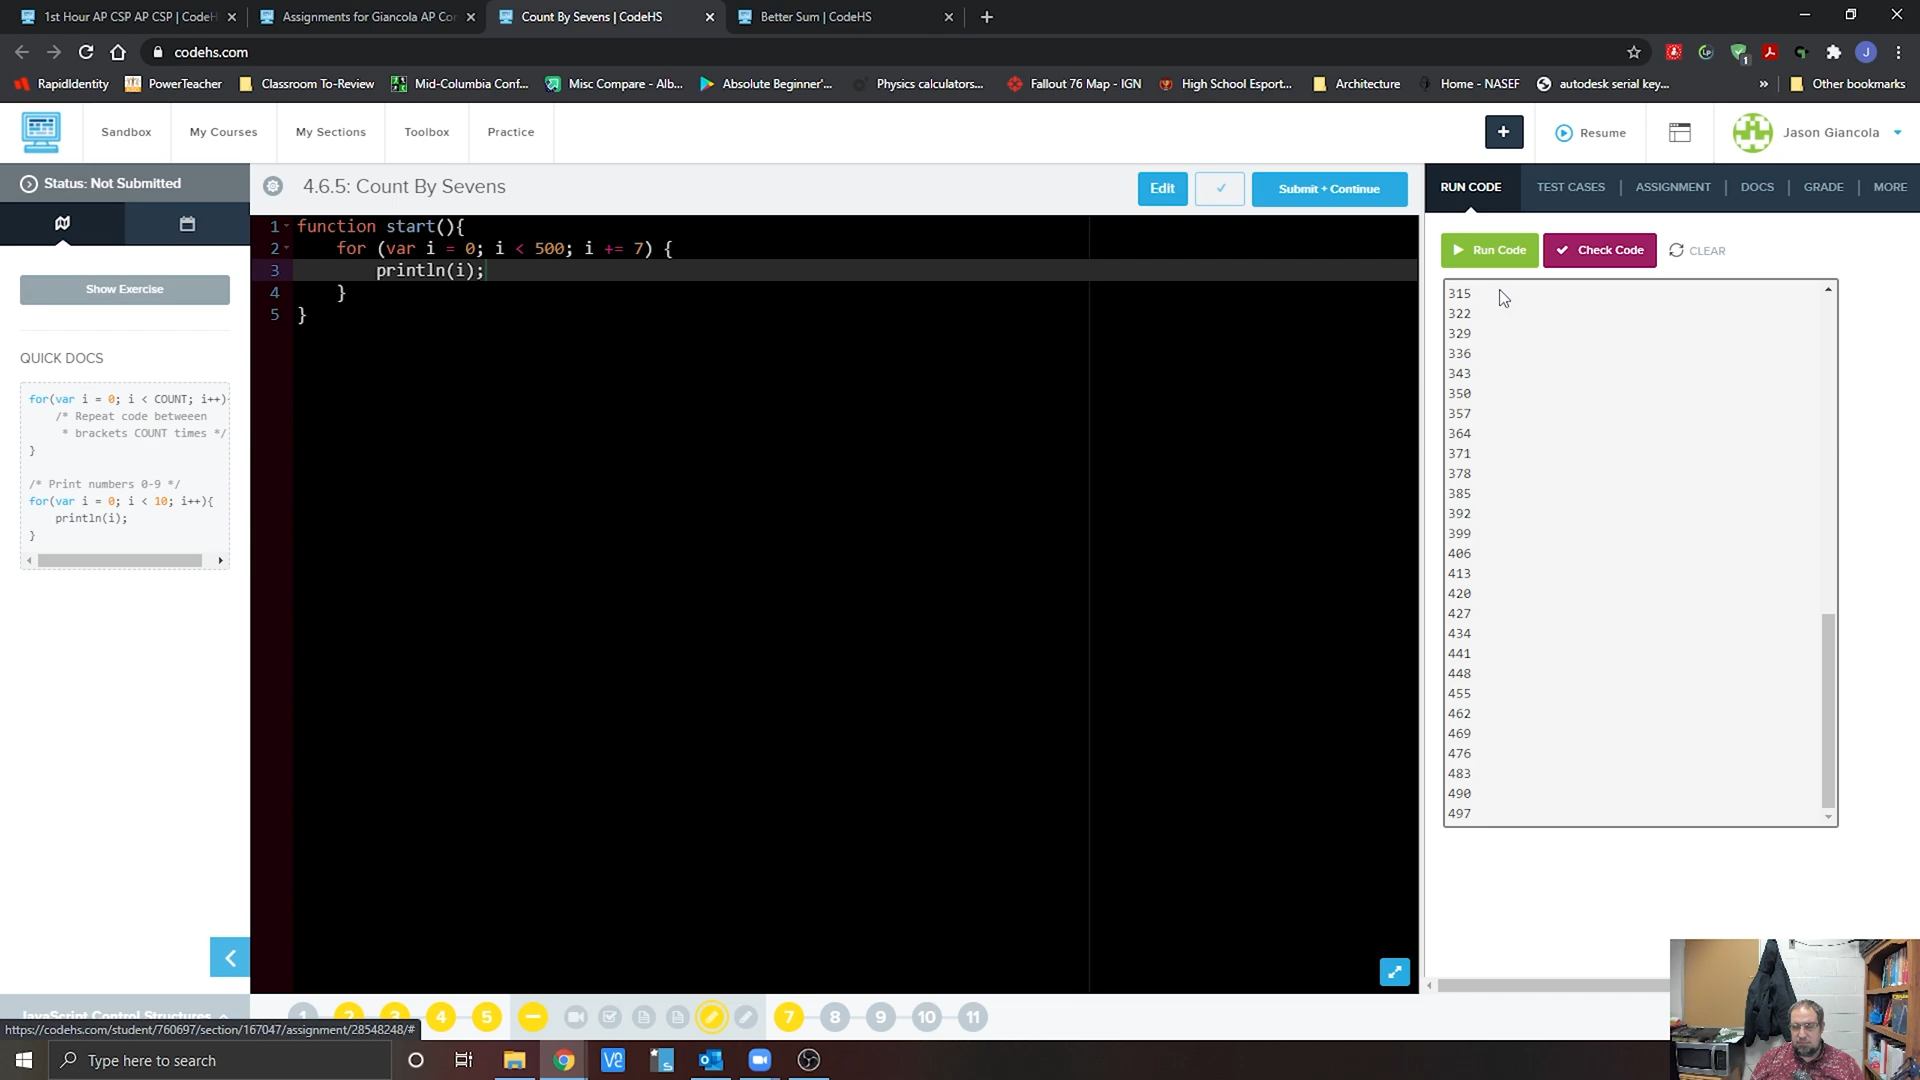 1st Hour AP CSP AP CSP | CodeH
Assignments for Giancola AP Co
Count By Sevens | CodeHS
Better Sum | CodeHS
codehs.com
RapidIdentity
PowerTeacher
Classroom To-Review
Mid-Columbia Conf...
Misc Compare - Alb...
Absolute Beginner'...
Physics calculators...
Fallout 76 Map - IGN
High School Esport...
Architecture
Home - NASEF
autodesk serial key...
»
Other bookmarks
Sandbox
My Courses
My Sections
Toolbox
Practice
+
Resume
Jason Giancola
Status: Not Submitted
4.6.5: Count By Sevens
Edit
Submit + Continue
RUN CODE
TEST CASES
ASSIGNMENT
DOCS
GRADE
MORE
Show Exercise
QUICK DOCS
for(var i = 0; i < COUNT; i++)
/* Repeat code betweeen
* brackets COUNT times */
}
/* Print numbers 0-9 */
for(var i = 0; i < 10; i++){
println(i);
}
1 function start(){
2 for (var i = 0; i < 500; i += 7) {
3 println(i);
4 }
5 }
Run Code
Check Code
CLEAR
315
322
329
336
343
350
357
364
371
378
385
392
399
406
413
420
427
434
441
448
455
462
469
476
483
490
497
JavaScript Control Structures
1 2 3 4 5 7 8 9 10 11
https://codehs.com/student/760697/section/167047/assignment/28548248/#
Type here to search